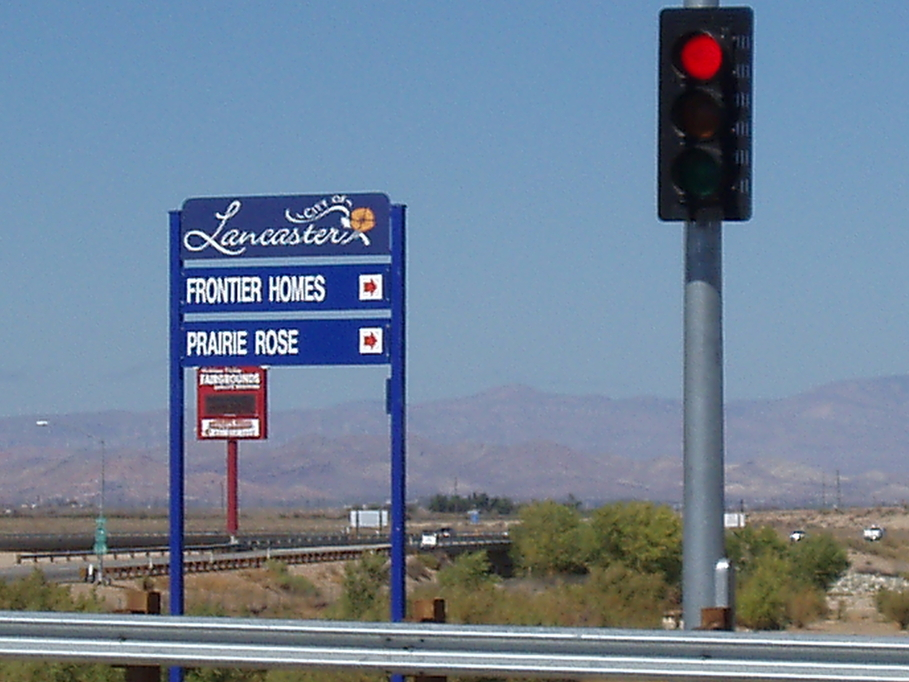 CITY OF
Lancaster
FRONTIER HOMES
PRAIRIE ROSE
FAIRGROUNDS